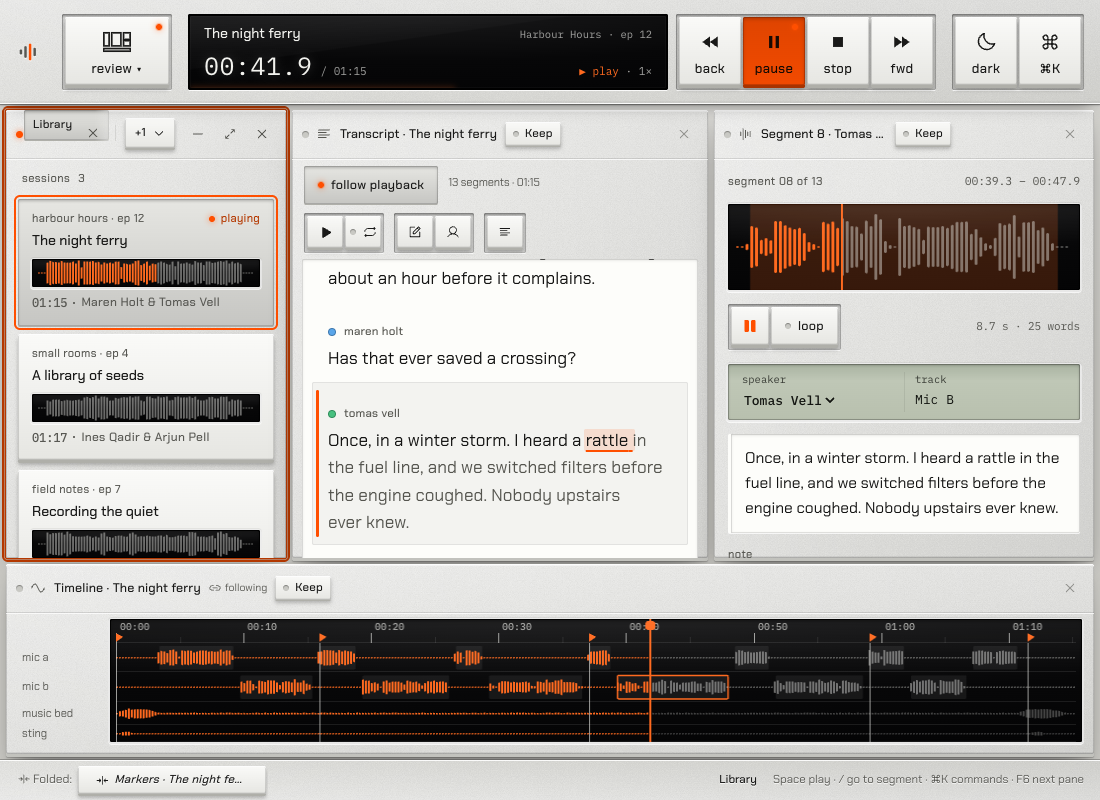 review
The night ferry
Harbour Hours · ep 12
00:41.9 / 01:15
▶ play · 1×
back
pause
stop
fwd
dark
⌘K
Library
+1
sessions 3
harbour hours · ep 12
playing
The night ferry
01:15 · Maren Holt & Tomas Vell
small rooms · ep 4
A library of seeds
01:17 · Ines Qadir & Arjun Pell
field notes · ep 7
Recording the quiet
Transcript · The night ferry
Keep
follow playback
13 segments · 01:15
about an hour before it complains.
maren holt
Has that ever saved a crossing?
tomas vell
Once, in a winter storm. I heard a rattle in
the fuel line, and we switched filters before
the engine coughed. Nobody upstairs
ever knew.
Segment 8 · Tomas ...
Keep
segment 08 of 13
00:39.3 – 00:47.9
loop
8.7 s · 25 words
speaker
Tomas Vell
track
Mic B
Once, in a winter storm. I heard a rattle in the
fuel line, and we switched filters before the
engine coughed. Nobody upstairs ever knew.
note
Timeline · The night ferry
following
Keep
00:00
00:10
00:20
00:30
00:50
01:00
01:10
mic a
mic b
music bed
sting
Folded:
Markers · The night fe...
Library
Space play · / go to segment · ⌘K commands · F6 next pane